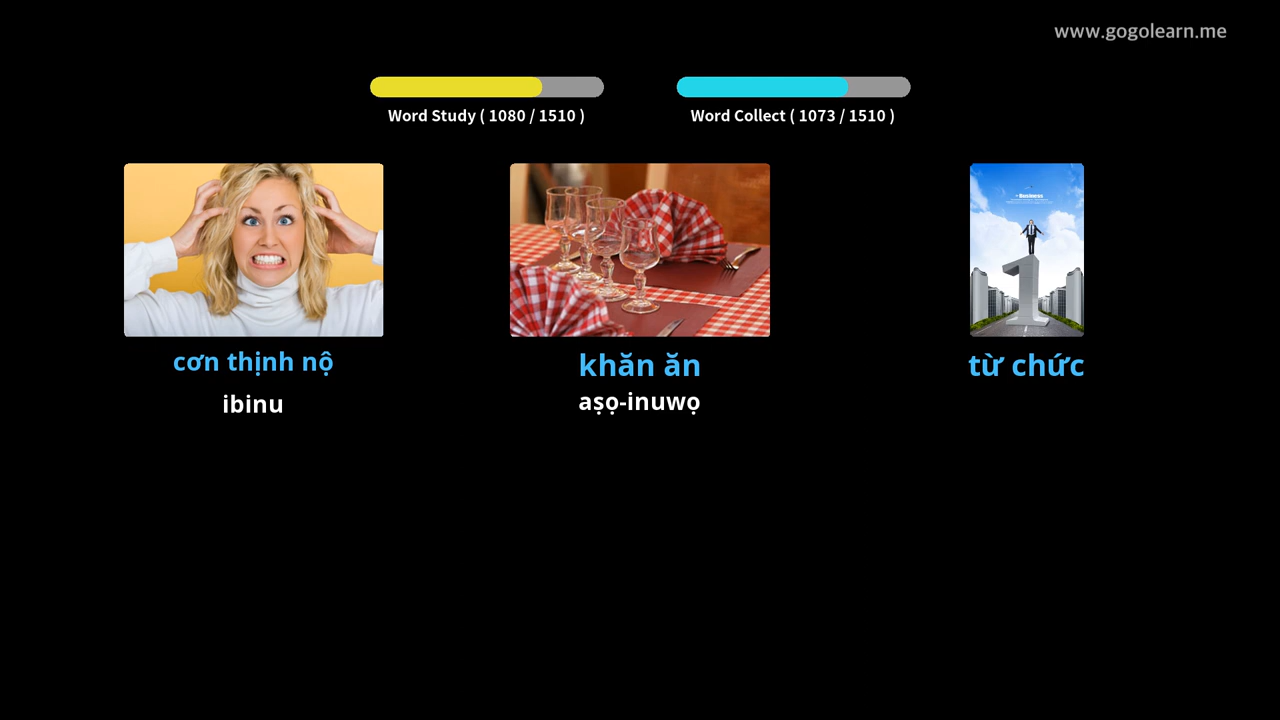 www.gogolearn.me
Word Study ( 1080 / 1510 )
Word Collect ( 1073 / 1510 )
Business
cơn thịnh nộ
khăn ăn
từ chức
ibinu
aṣọ-inuwọ